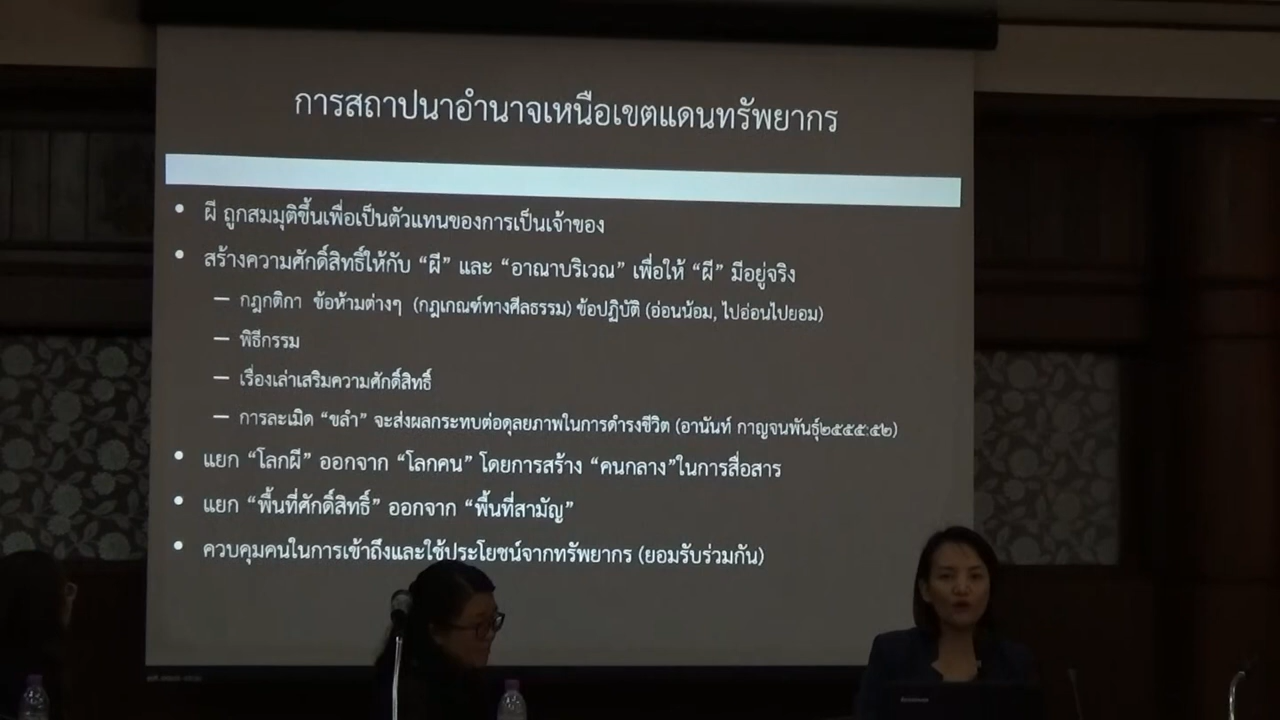 การสถาปนาอำนาจเหนือเขตแดนทรัพยากร
• ผี ถูกสมมุติขึ้นเพื่อเป็นตัวแทนของการเป็นเจ้าของ
• สร้างความศักดิ์สิทธิ์ให้กับ “ผี” และ “อาณาบริเวณ” เพื่อให้ “ผี” มีอยู่จริง
– กฎกติกา ข้อห้ามต่างๆ (กฎเกณฑ์ทางศีลธรรม) ข้อปฏิบัติ (อ่อนน้อม, ไปอ่อนไปยอม)
– พิธีกรรม
– เรื่องเล่าเสริมความศักดิ์สิทธิ์
– การละเมิด “ขลำ” จะส่งผลกระทบต่อดุลยภาพในการดำรงชีวิต (อานันท์ กาญจนพันธุ์๒๕๕๕:๕๒)
• แยก “โลกผี” ออกจาก “โลกคน” โดยการสร้าง “คนกลาง”ในการสื่อสาร
• แยก “พื้นที่ศักดิ์สิทธิ์” ออกจาก “พื้นที่สามัญ”
• ควบคุมคนในการเข้าถึงและใช้ประโยชน์จากทรัพยากร (ยอมรับร่วมกัน)